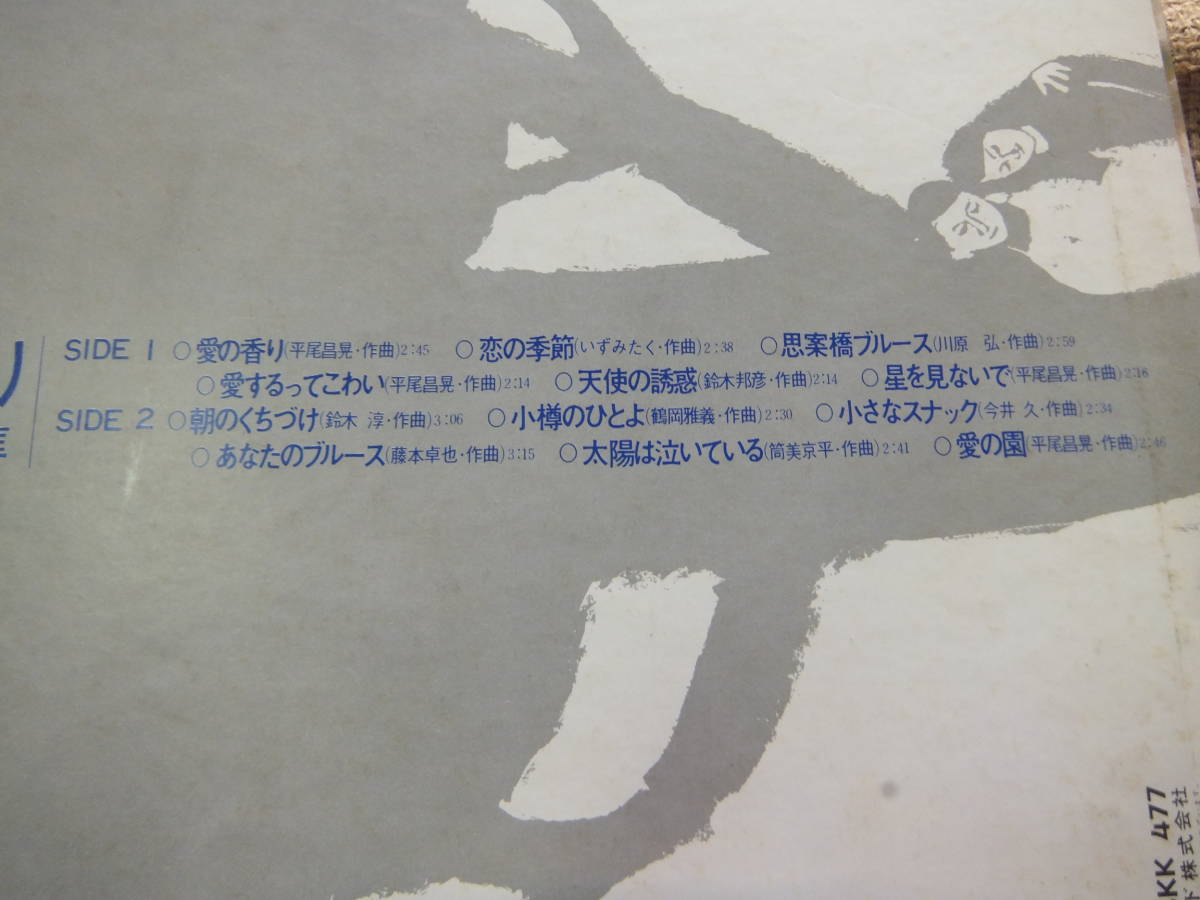 SIDE 1 ○愛の香り(平尾昌晃・作曲)2:45 ○恋の季節(いずみたく・作曲)2:38 ○思案橋ブルース(川原 弘・作曲)2:59
○愛するってこわい(平尾昌晃・作曲)2:14 ○天使の誘惑(鈴木邦彦・作曲)2:14 ○星を見ないで(平尾昌晃・作曲)2:18
SIDE 2 ○朝のくちづけ(鈴木 淳・作曲)3:06 ○小樽のひとよ(鶴岡雅義・作曲)2:30 ○小さなスナック(今井 久・作曲)2:34
○あなたのブルース(藤本卓也・作曲)3:15 ○太陽は泣いている(筒美京平・作曲)2:41 ○愛の園(平尾昌晃・作曲)2:46
KK 477
ド株式会社